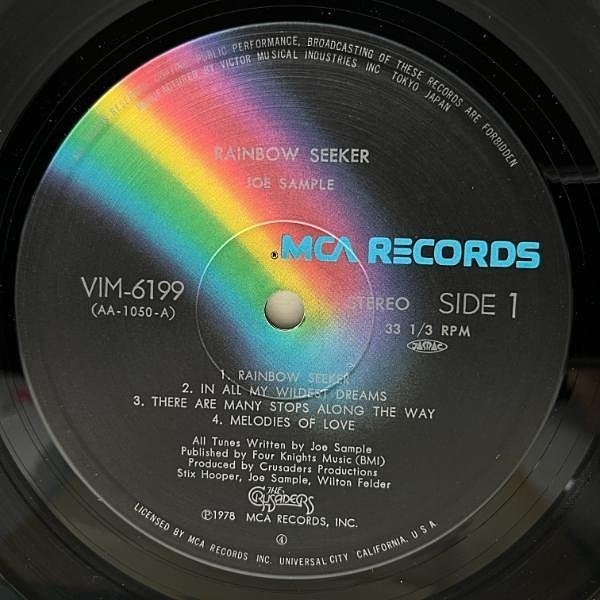 COPYING, PUBLIC PERFORMANCE, BROADCASTING OF THESE RECORDS ARE FORBIDDEN
MANUFACTURED BY VICTOR MUSICAL INDUSTRIES INC. TOKYO JAPAN
RAINBOW SEEKER
JOE SAMPLE
® MCA RECORDS
VIM-6199
(AA-1050-A)
STEREO SIDE 1
33 1/3 RPM
JASRAC
1. RAINBOW SEEKER
2. IN ALL MY WILDEST DREAMS
3. THERE ARE MANY STOPS ALONG THE WAY
4. MELODIES OF LOVE
All Tunes Written by Joe Sample
Published by Four Knights Music (BMI)
Produced by Crusaders Productions
Stix Hooper, Joe Sample, Wilton Felder
THE CRUSADERS
℗1978 MCA RECORDS, INC.
④
LICENSED BY MCA RECORDS INC. UNIVERSAL CITY, CALIFORNIA, U.S.A.